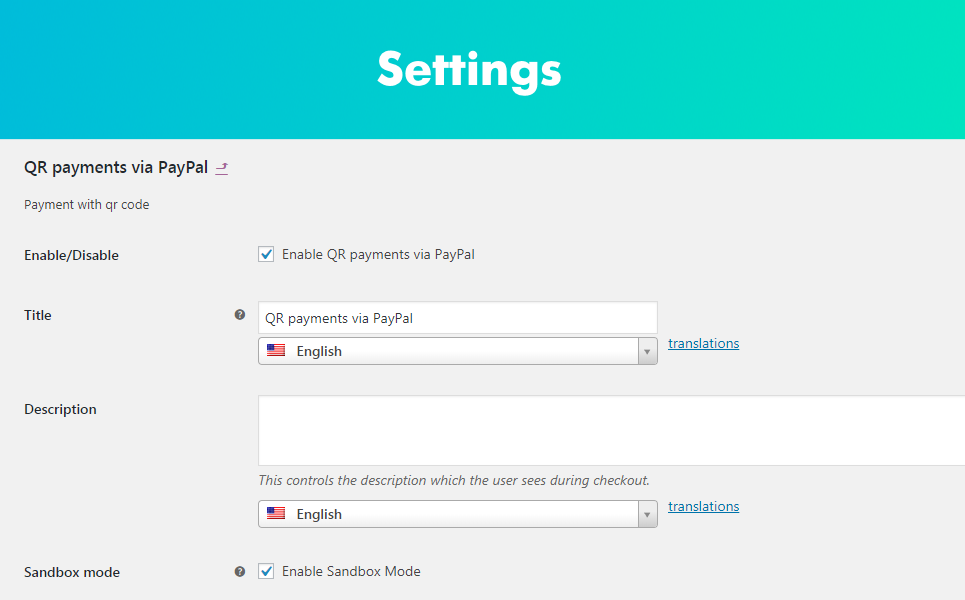 Settings
QR payments via PayPal
Payment with qr code
Enable/Disable
Enable QR payments via PayPal
Title
?
QR payments via PayPal
English
translations
Description
This controls the description which the user sees during checkout.
English
translations
Sandbox mode
?
Enable Sandbox Mode